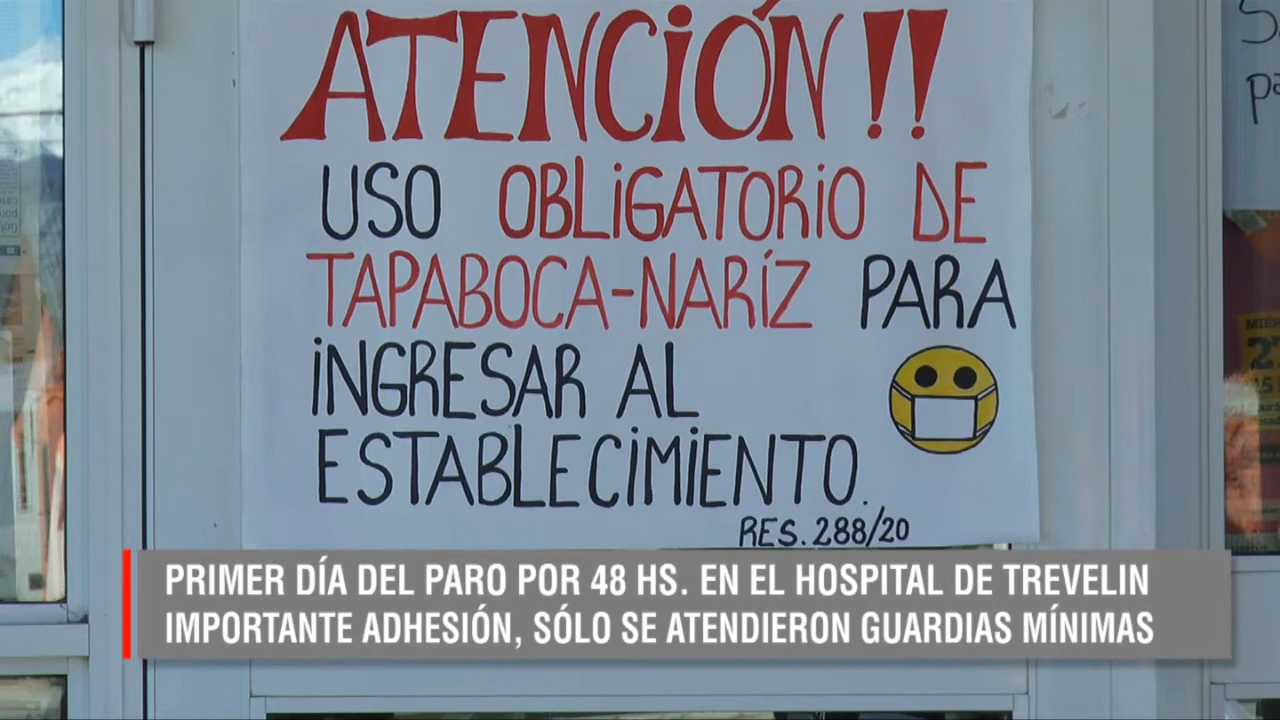 ATENCIÓN!!
USO OBLIGATORIO DE
TAPABOCA-NARÍZ PARA
INGRESAR AL
ESTABLECIMIENTO.
RES. 288/20
PRIMER DÍA DEL PARO POR 48 HS. EN EL HOSPITAL DE TREVELIN
IMPORTANTE ADHESIÓN, SÓLO SE ATENDIERON GUARDIAS MÍNIMAS